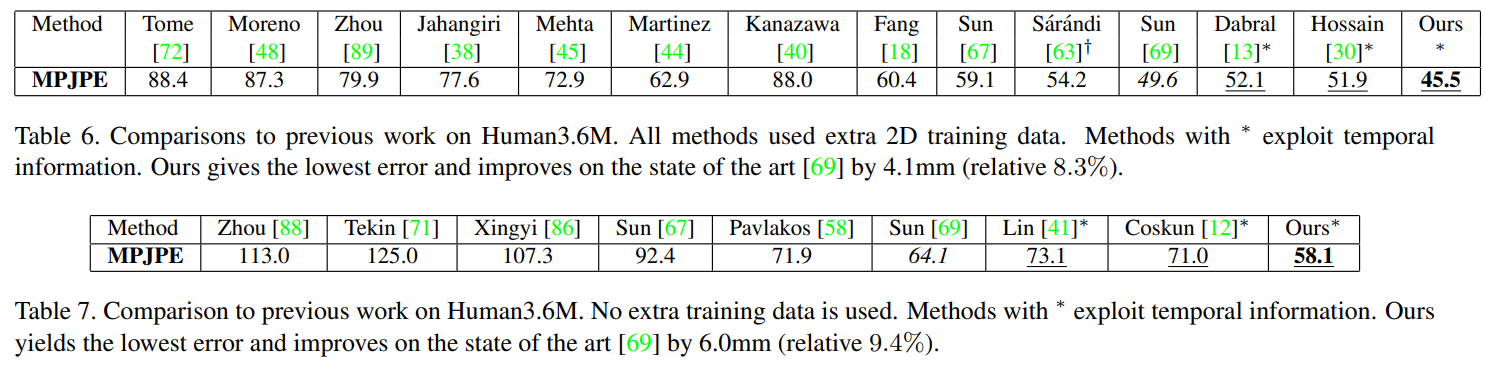 Method Tome Moreno Zhou Jahangiri Mehta Martinez Kanazawa Fang Sun Sárándi Sun Dabral Hossain Ours
[72] [48] [89] [38] [45] [44] [40] [18] [67] [63]† [69] [13]* [30]* *
MPJPE 88.4 87.3 79.9 77.6 72.9 62.9 88.0 60.4 59.1 54.2 49.6 52.1 51.9 45.5
Table 6. Comparisons to previous work on Human3.6M. All methods used extra 2D training data. Methods with * exploit temporal
information. Ours gives the lowest error and improves on the state of the art [69] by 4.1mm (relative 8.3%).
Method Zhou [88] Tekin [71] Xingyi [86] Sun [67] Pavlakos [58] Sun [69] Lin [41]* Coskun [12]* Ours*
MPJPE 113.0 125.0 107.3 92.4 71.9 64.1 73.1 71.0 58.1
Table 7. Comparison to previous work on Human3.6M. No extra training data is used. Methods with * exploit temporal information. Ours
yields the lowest error and improves on the state of the art [69] by 6.0mm (relative 9.4%).